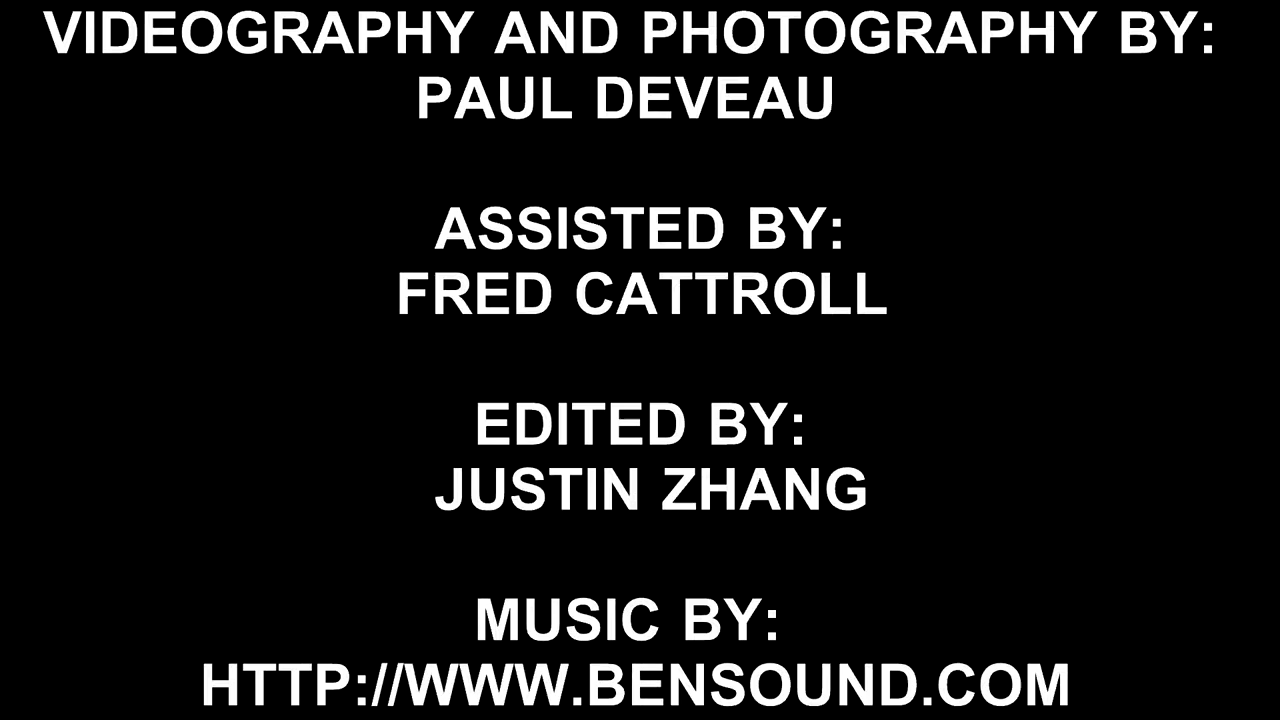 VIDEOGRAPHY AND PHOTOGRAPHY BY:
PAUL DEVEAU
ASSISTED BY:
FRED CATTROLL
EDITED BY:
JUSTIN ZHANG
MUSIC BY:
HTTP://WWW.BENSOUND.COM